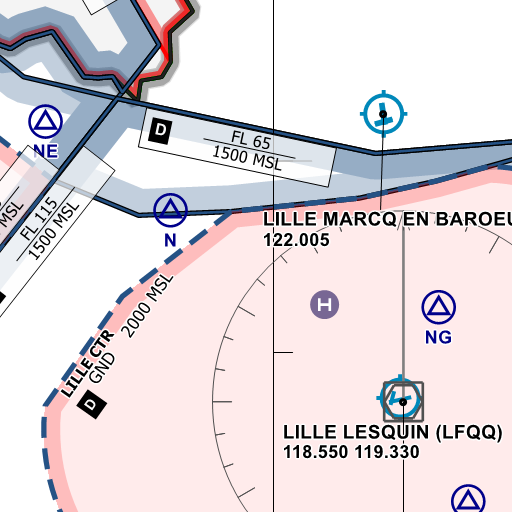 D
FL 65
1500 MSL
NE
MSL
FL 115
1500 MSL
N
LILLE MARCQ EN BAROEU
122.005
2000 MSL
H
LILLE CTR
GND
NG
D
LILLE LESQUIN (LFQQ)
118.550 119.330